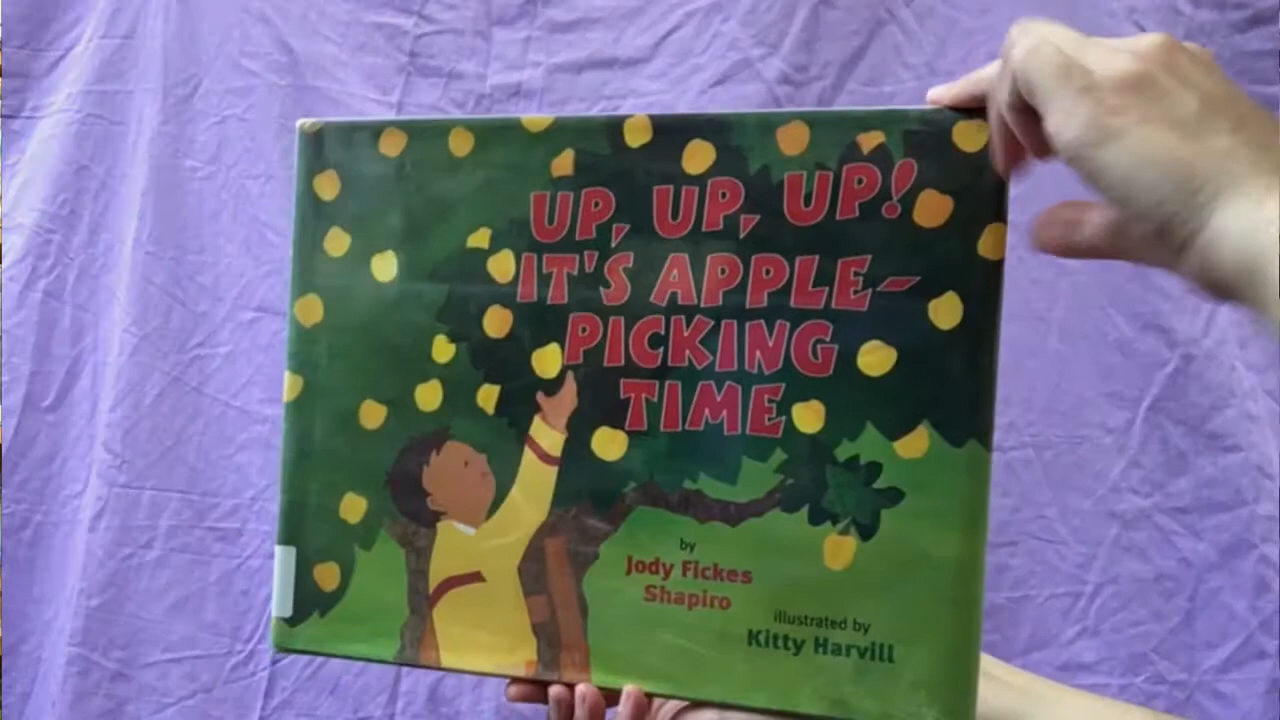 UP, UP, UP!
IT'S APPLE-
PICKING
TIME
by
Jody Fickes
Shapiro
illustrated by
Kitty Harvill